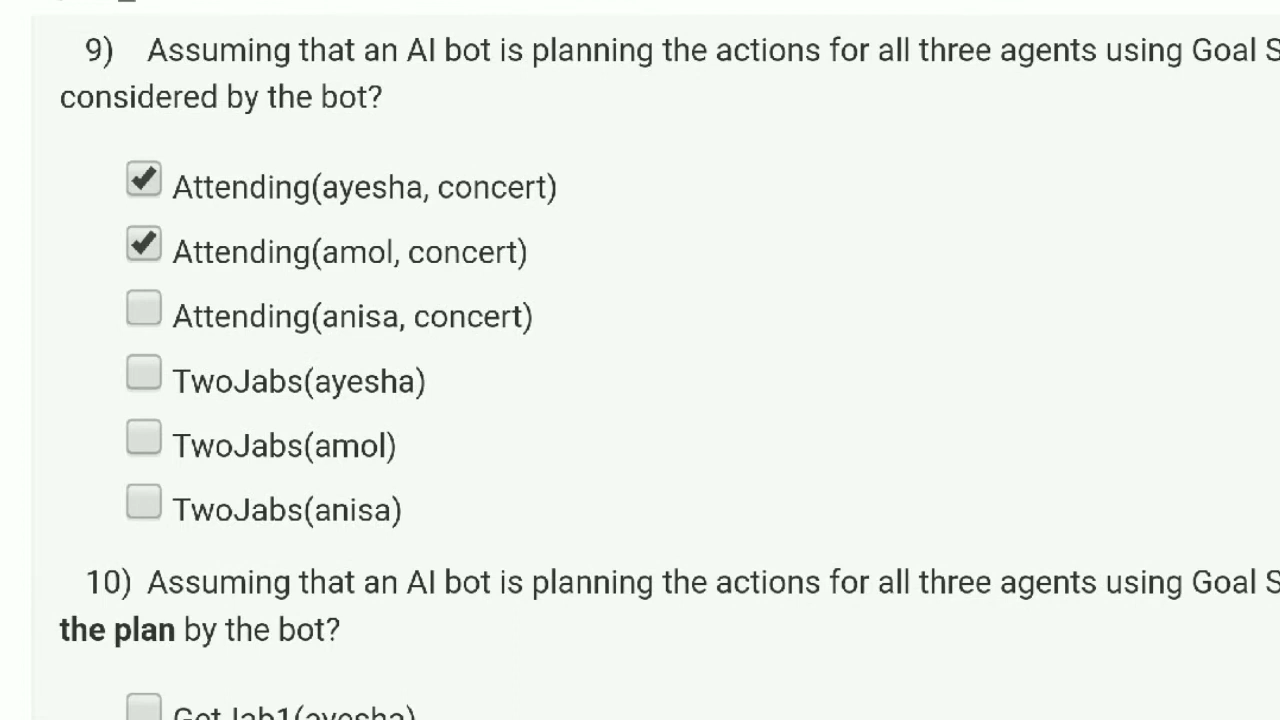 9) Assuming that an AI bot is planning the actions for all three agents using Goal S
considered by the bot?
Attending(ayesha, concert)
Attending(amol, concert)
Attending(anisa, concert)
TwoJabs(ayesha)
TwoJabs(amol)
TwoJabs(anisa)
10) Assuming that an AI bot is planning the actions for all three agents using Goal S
the plan by the bot?
GetJab1(ayesha)